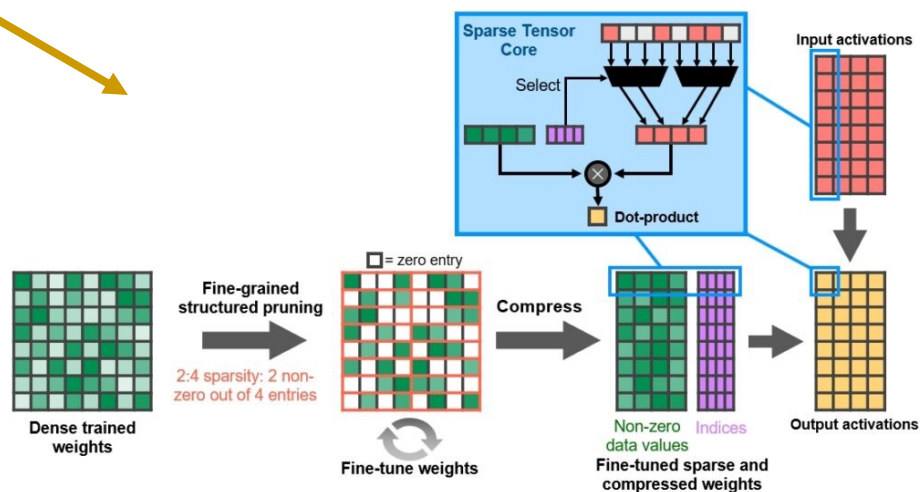 Sparse Tensor
Core
Select
Dot-product
Input activations
Fine-grained
structured pruning
2:4 sparsity: 2 non-
zero out of 4 entries
= zero entry
Compress
Dense trained
weights
Fine-tune weights
Non-zero
data values
Indices
Fine-tuned sparse and
compressed weights
Output activations